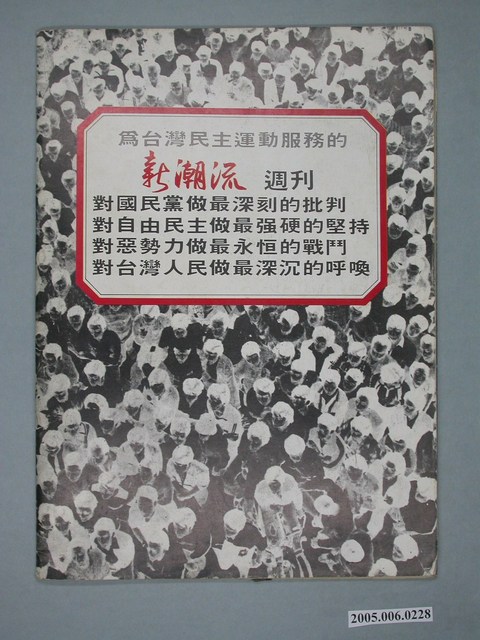 為台灣民主運動服務的
新潮流 週刊
對國民黨做最深刻的批判
對自由民主做最强硬的堅持
對惡勢力做最永恒的戰鬥
對台灣人民做最深沉的呼喚
2005.006.0228